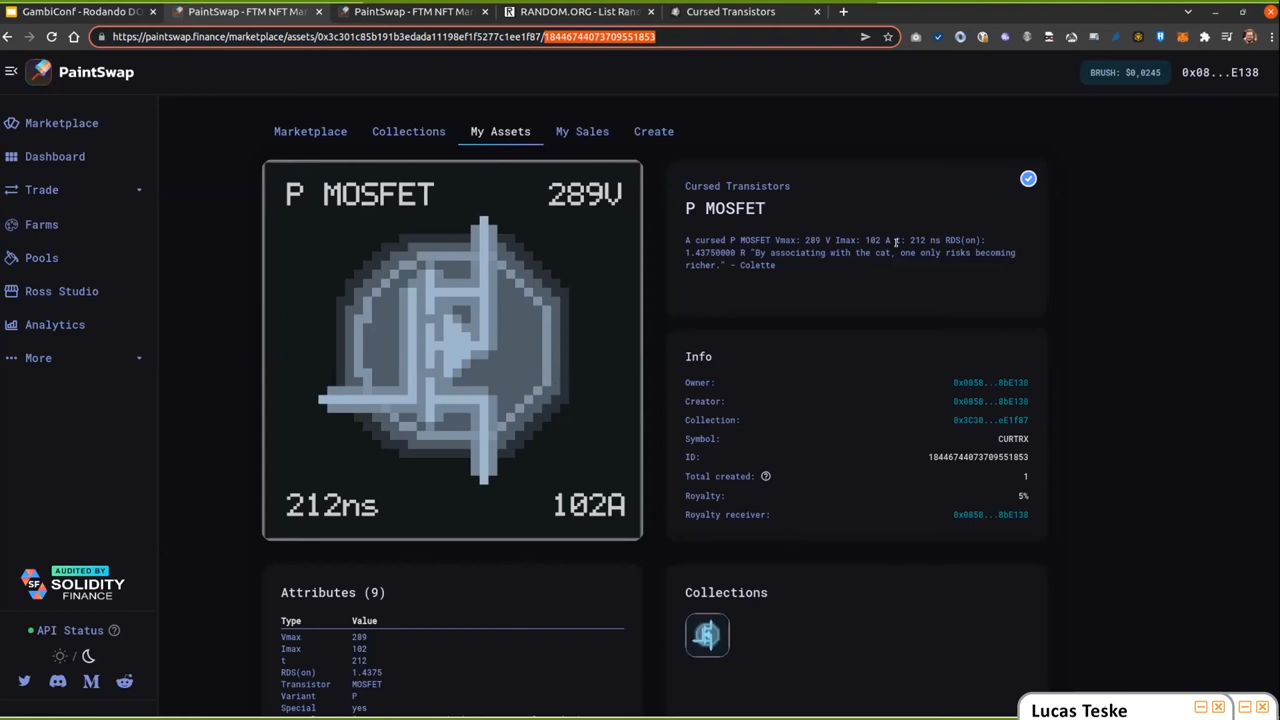 GambiConf - Rodando DO
PaintSwap - FTM NFT Mar
PaintSwap - FTM NFT Mar
RANDOM.ORG - List Ran
Cursed Transistors
https://paintswap.finance/marketplace/assets/0x3c301c85b191b3edada11198ef1f5277c1ee1f87/18446744073709551853
PaintSwap
BRUSH: $0,0245
0x08...E138
Marketplace
Dashboard
Trade
Farms
Pools
Ross Studio
Analytics
More
AUDITED BY
SF
SOLIDITY
FINANCE
API Status
Marketplace
Collections
My Assets
My Sales
Create
P MOSFET
289V
212ns
102A
Cursed Transistors
P MOSFET
A cursed P MOSFET Vmax: 289 V Imax: 102 A t: 212 ns RDS(on):
1.43750000 R "By associating with the cat, one only risks becoming
richer." - Colette
Info
Owner:
0x0858...8bE138
Creator:
0x0858...8bE138
Collection:
0x3C30...eE1f87
Symbol:
CURTRX
ID:
18446744073709551853
Total created:
1
Royalty:
5%
Royalty receiver:
0x0858...8bE138
Attributes (9)
Type
Value
Vmax
289
Imax
102
t
212
RDS(on)
1.4375
Transistor
MOSFET
Variant
P
Special
yes
Collections
Lucas Teske